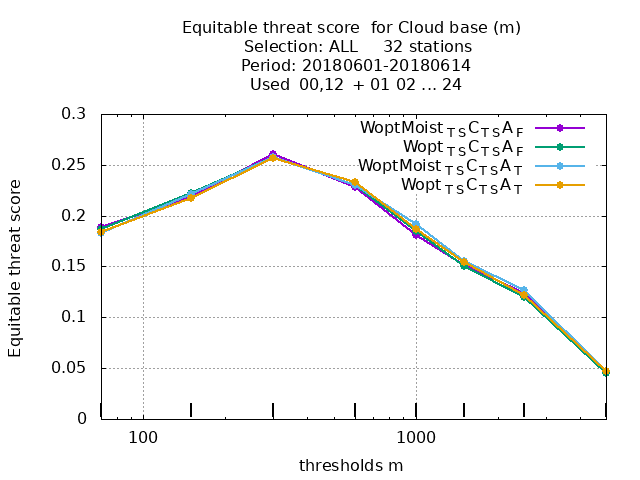 Equitable threat score for Cloud base (m)
Selection: ALL 32 stations
Period: 20180601-20180614
Used 00,12 + 01 02 ... 24
WoptMoist TS C TS A F
Wopt TS C TS A F
WoptMoist TS C TS A T
Wopt TS C TS A T
Equitable threat score
0.3
0.25
0.2
0.15
0.1
0.05
0
100 1000
thresholds m